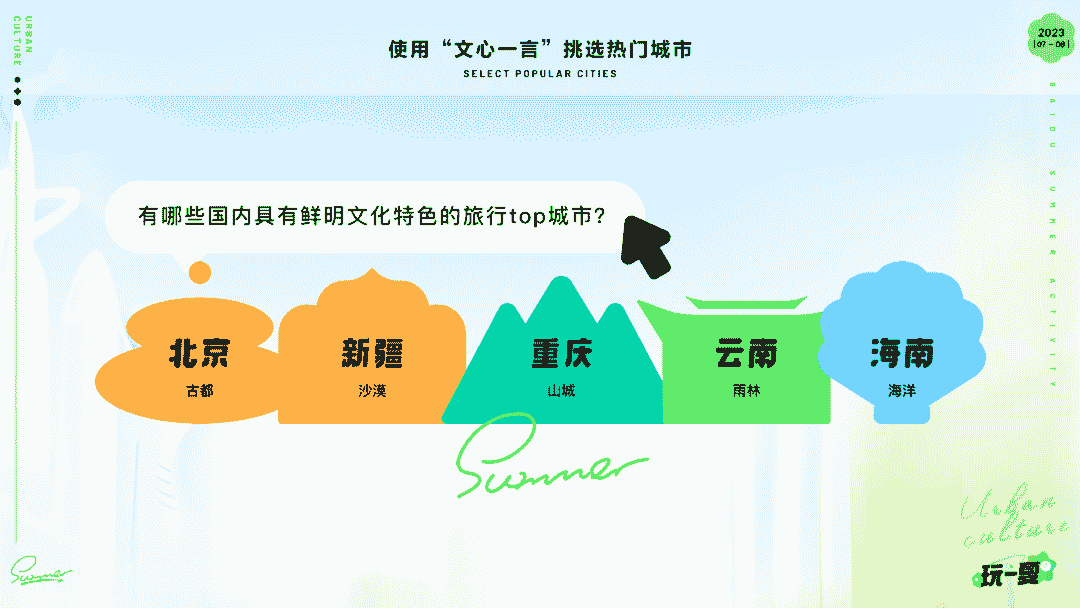 URBAN
CULTURE
使用“文心一言”挑选热门城市
SELECT POPULAR CITIES
2023
07-08
BAIDU SUMMER ACTIVITY
有哪些国内具有鲜明文化特色的旅行top城市?
北京
古都
新疆
沙漠
重庆
山城
云南
雨林
海南
海洋
Summer
Urban
culture
玩一夏
Summer